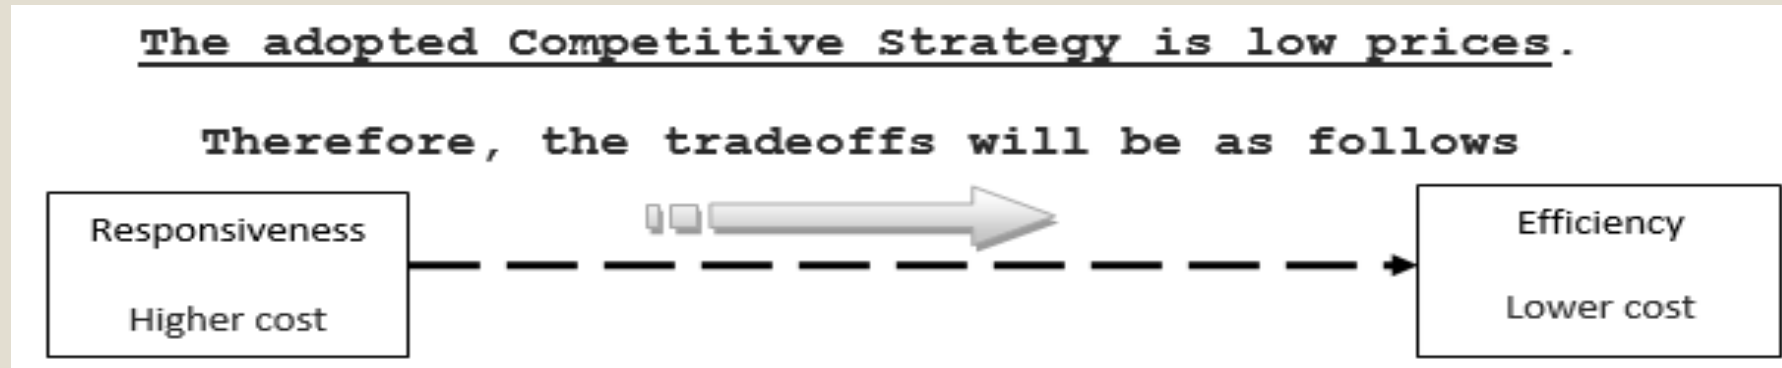 The adopted Competitive Strategy is low prices.
Therefore, the tradeoffs will be as follows
Responsiveness
Higher cost
Efficiency
Lower cost